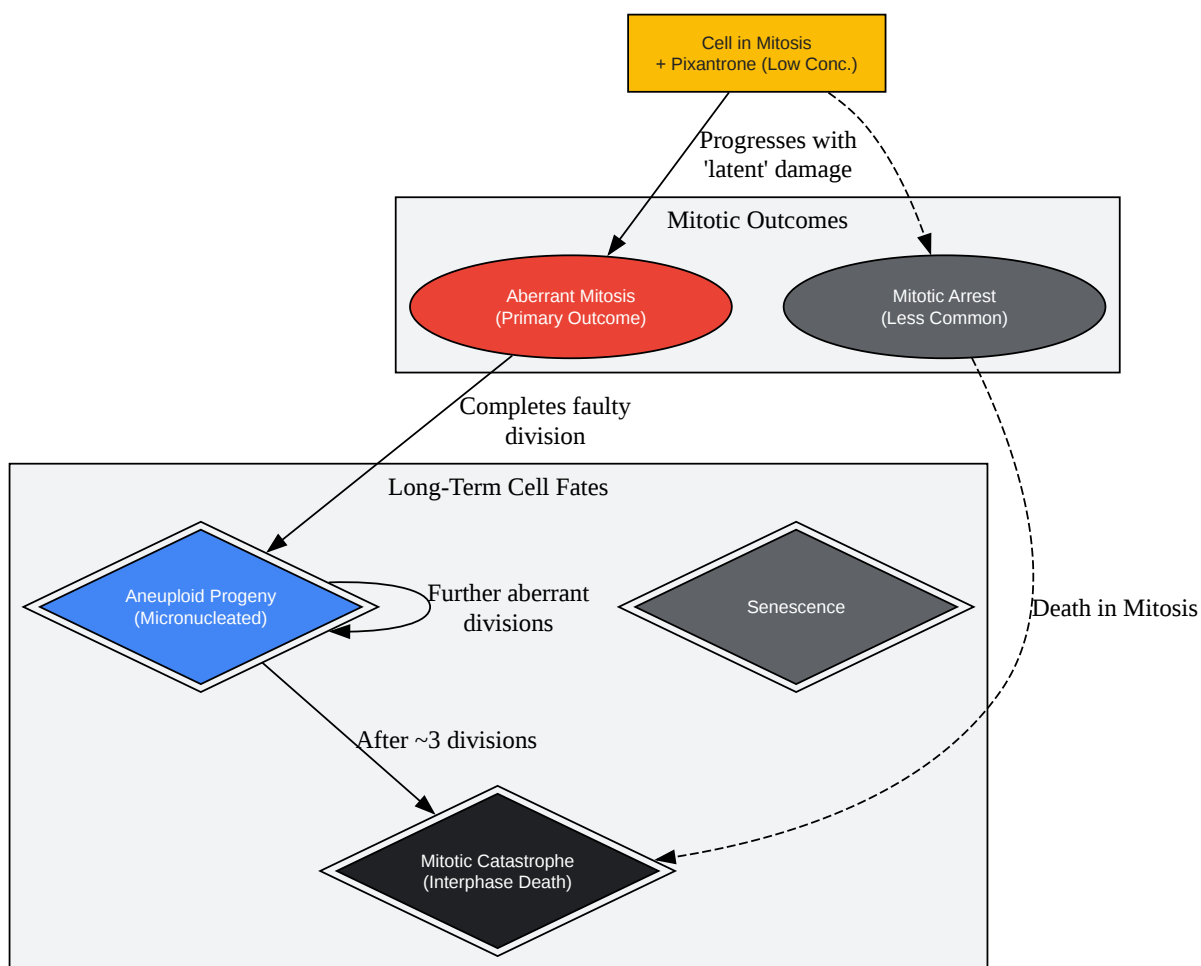 Cell in Mitosis
+ Pixantrone (Low Conc.)
Progresses with
'latent' damage
Mitotic Outcomes
Aberrant Mitosis
(Primary Outcome)
Mitotic Arrest
(Less Common)
Completes faulty
division
Long-Term Cell Fates
Aneuploid Progeny
(Micronucleated)
Further aberrant
divisions
Senescence
Death in Mitosis
After ~3 divisions
Mitotic Catastrophe
(Interphase Death)